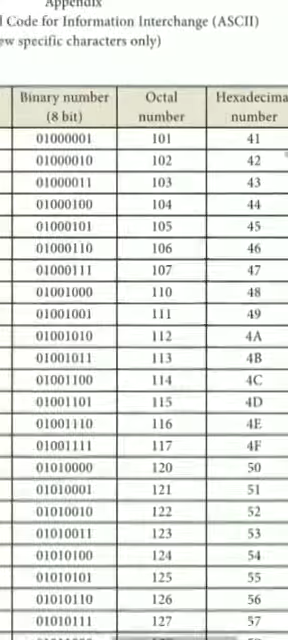 Appendix
Code for Information Interchange (ASCII)
specific characters only)
Binary number Octal
(8 bit) number number
01000001 101 41
01000010 102 42
01000011 103 43
01000100 104 44
01000101 105 45
01000110 106 46
01000111 107 47
01001000 110 48
01001001 111 49
01001010 112 4A
01001011 113 4B
01001100 114 4C
01001101 115 4D
01001110 116 4E
01001111 117 4F
01010000 120 50
01010001 121 51
01010010 122 52
01010011 123 53
01010100 124 54
01010101 125 55
01010110 126 56
01010111 127 57